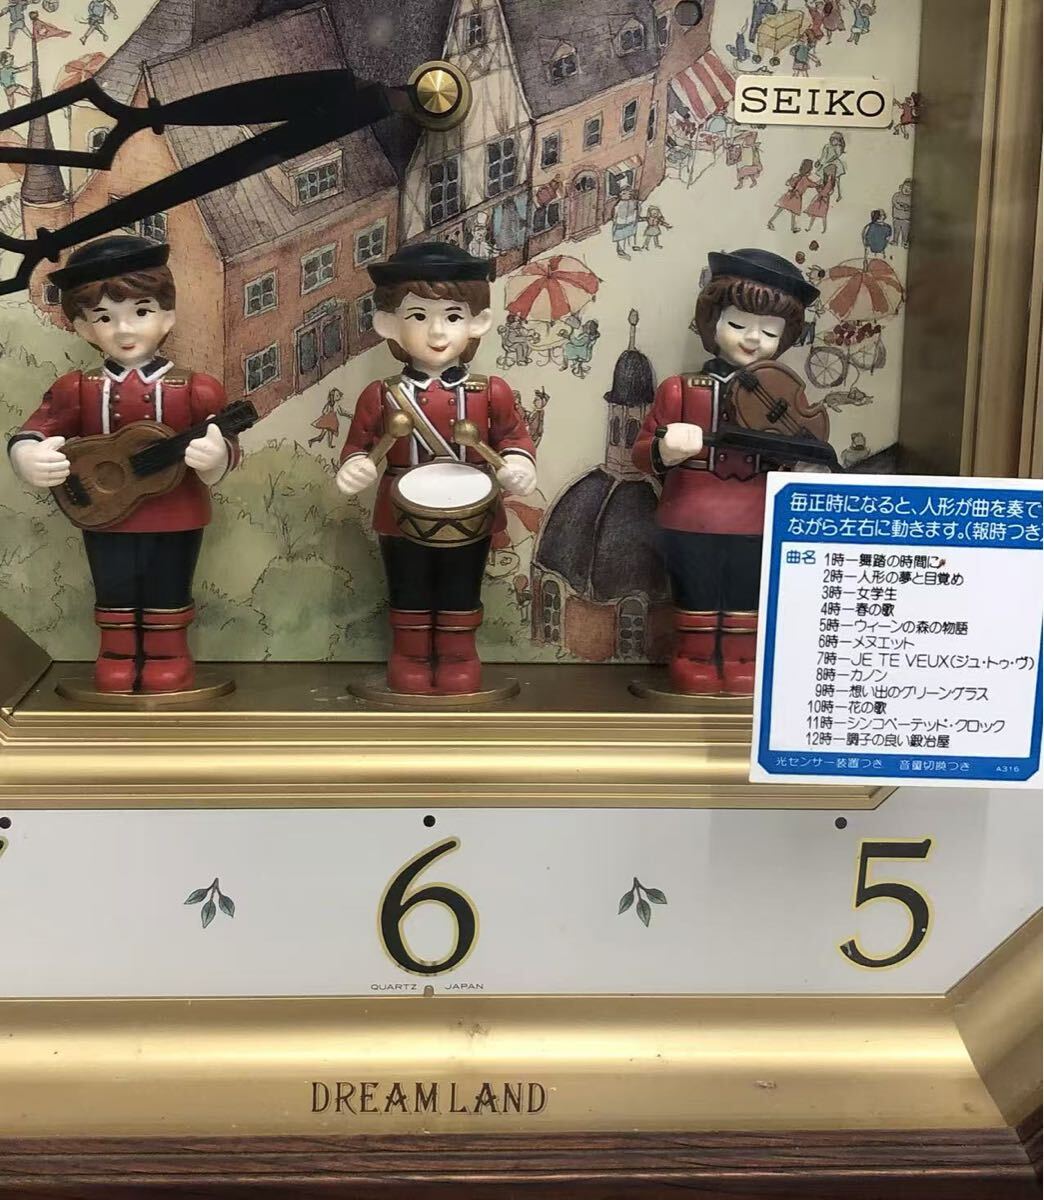 SEIKO
毎正時になると、人形が曲を奏で
ながら左右に動きます。(報時つき)
曲名 1時ー舞踏の時間に
2時ー人形の夢と目覚め
3時ー女学生
4時ー春の歌
5時ーウィーンの森の物語
6時ーメヌエット
7時ーJE TE VEUX(ジュ・トゥ・ヴ)
8時ーカノン
9時ー想い出のグリーングラス
10時ー花の歌
11時ーシンコペーテッド・クロック
12時ー調子の良い鍛冶屋
光センサー装置つき 音量切換つき A316
6 5
QUARTZ JAPAN
DREAM LAND